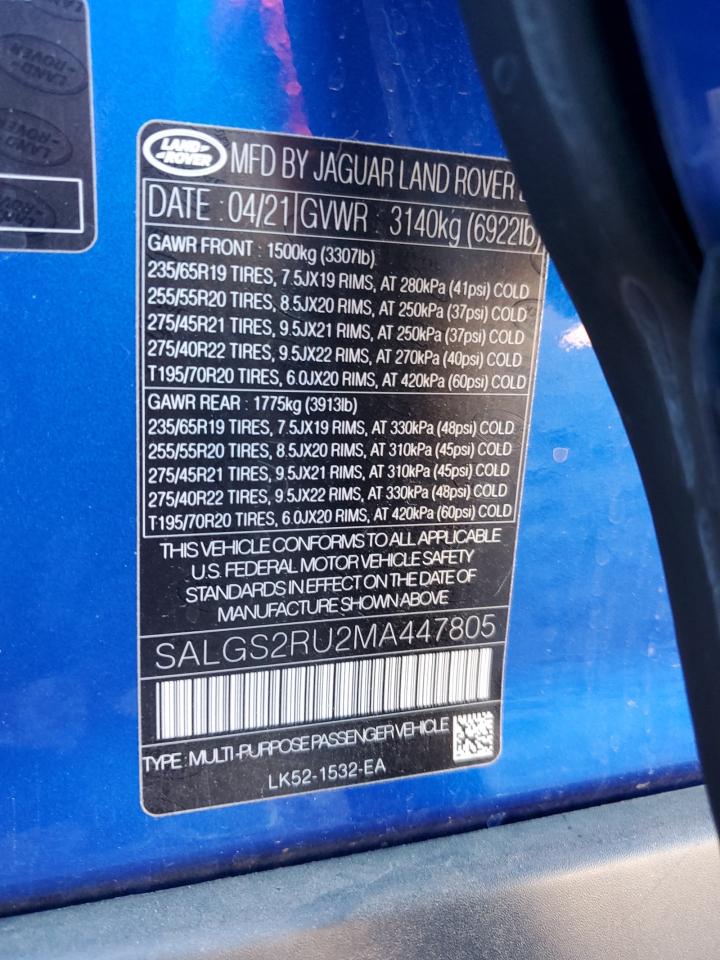 LAND
ROVER
LAND
ROVER
LAND-
-ROVER
MFD BY JAGUAR LAND ROVER
DATE : 04/21 GVWR : 3140kg (6922lb)
GAWR FRONT : 1500kg (3307lb)
235/65R19 TIRES, 7.5JX19 RIMS, AT 280kPa (41psi) COLD
255/55R20 TIRES, 8.5JX20 RIMS, AT 250kPa (37psi) COLD
275/45R21 TIRES, 9.5JX21 RIMS, AT 250kPa (37psi) COLD
275/40R22 TIRES, 9.5JX22 RIMS, AT 270kPa (40psi) COLD
T195/70R20 TIRES, 6.0JX20 RIMS, AT 420kPa (60psi) COLD
GAWR REAR : 1775kg (3913lb)
235/65R19 TIRES, 7.5JX19 RIMS, AT 330kPa (48psi) COLD
255/55R20 TIRES, 8.5JX20 RIMS, AT 310kPa (45psi) COLD
275/45R21 TIRES, 9.5JX21 RIMS, AT 310kPa (45psi) COLD
275/40R22 TIRES, 9.5JX22 RIMS, AT 330kPa (48psi) COLD
T195/70R20 TIRES, 6.0JX20 RIMS, AT 420kPa (60psi) COLD
THIS VEHICLE CONFORMS TO ALL APPLICABLE
U.S. FEDERAL MOTOR VEHICLE SAFETY
STANDARDS IN EFFECT ON THE DATE OF
MANUFACTURE SHOWN ABOVE
SALGS2RU2MA447805
TYPE : MULTI-PURPOSE PASSENGER VEHICLE
LK52-1532-EA